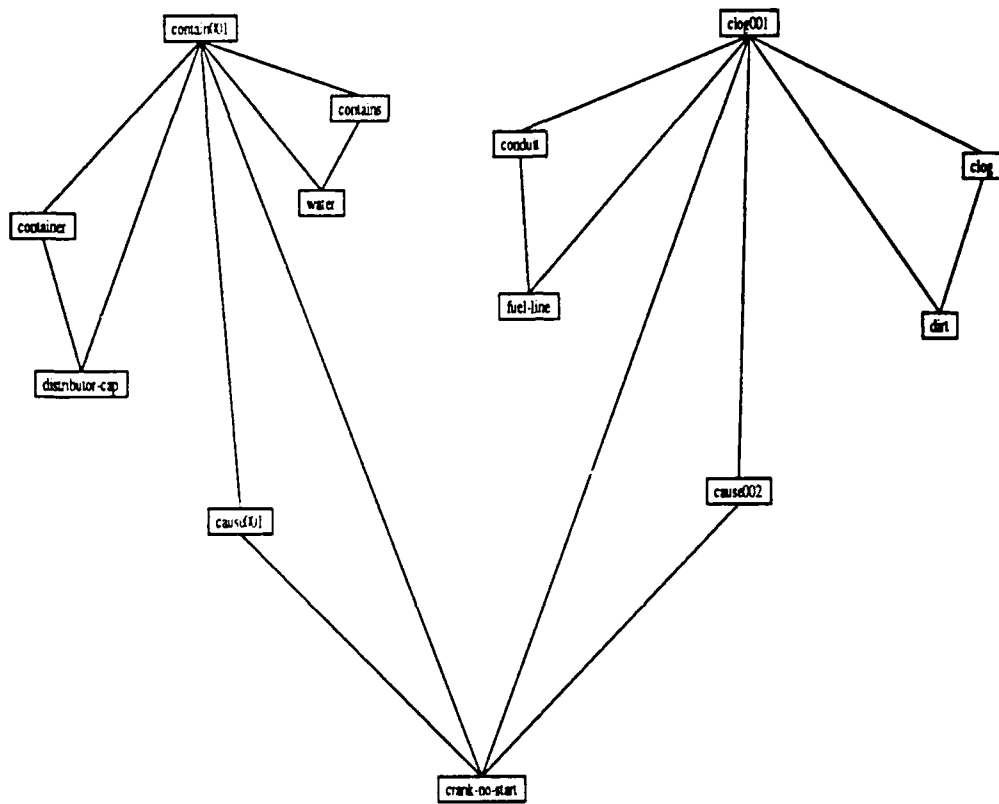 contain001
clog001
contains
conduit
clog
water
container
fuel-line
dirt
distributor-cap
cause002
cause001
crank-no-start